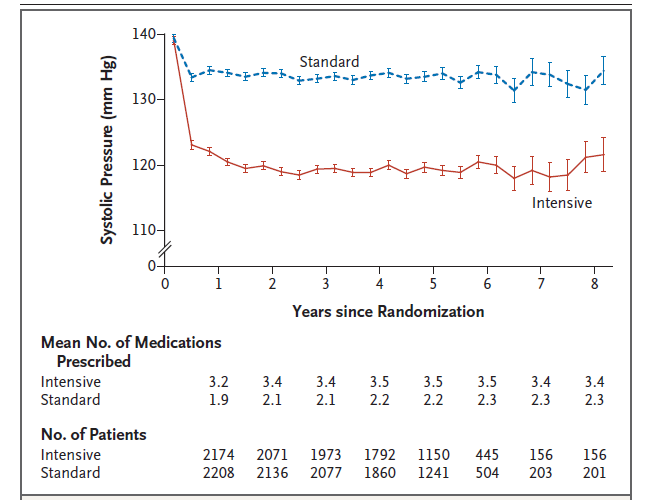 140
Standard
130
Systolic Pressure (mm Hg)
120
Intensive
110
0
0 1 2 3 4 5 6 7 8
Years since Randomization
Mean No. of Medications
Prescribed
Intensive 3.2 3.4 3.4 3.5 3.5 3.5 3.4 3.4
Standard 1.9 2.1 2.1 2.2 2.2 2.3 2.3 2.3
No. of Patients
Intensive 2174 2071 1973 1792 1150 445 156 156
Standard 2208 2136 2077 1860 1241 504 203 201